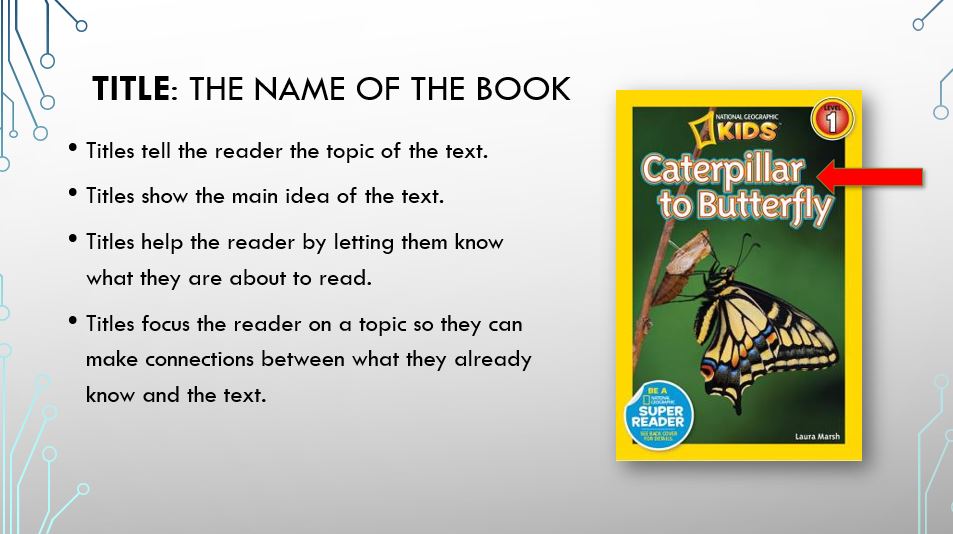 TITLE: THE NAME OF THE BOOK
• Titles tell the reader the topic of the text.
• Titles show the main idea of the text.
• Titles help the reader by letting them know
what they are about to read.
• Titles focus the reader on a topic so they can
make connections between what they already
know and the text.
LEVEL
1
NATIONAL GEOGRAPHIC
KIDS
Caterpillar
to Butterfly
BE A
NATIONAL
GEOGRAPHIC
SUPER
READER
SEE BACK COVER
FOR DETAILS
Laura Marsh